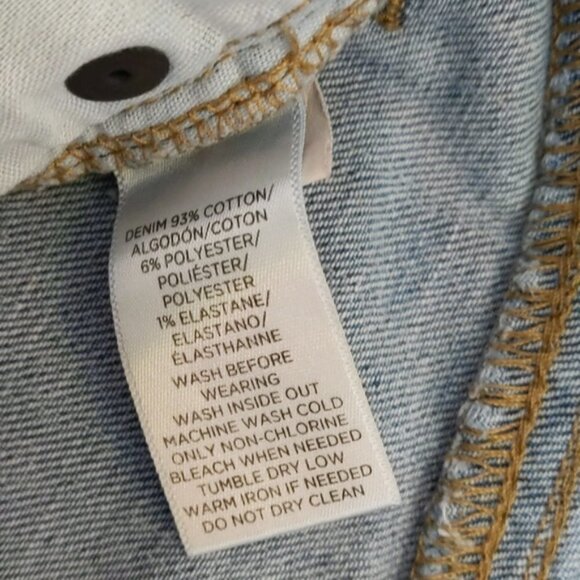 DENIM 93% COTTON/
ALGODÓN/COTON
6% POLYESTER/
POLIÉSTER/
POLYESTER
1% ELASTANE/
ELASTANO/
ÉLASTHANNE
WASH BEFORE
WEARING
WASH INSIDE OUT
MACHINE WASH COLD
ONLY NON-CHLORINE
BLEACH WHEN NEEDED
TUMBLE DRY LOW
WARM IRON IF NEEDED
DO NOT DRY CLEAN